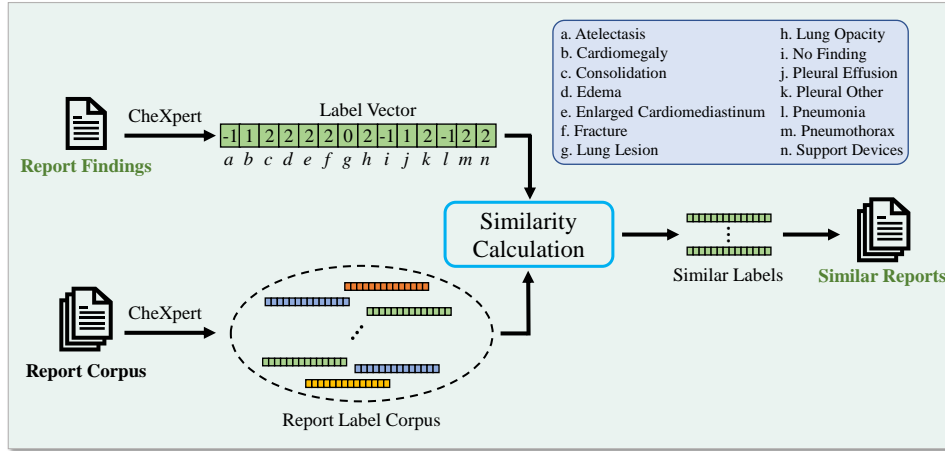 a. Atelectasis
b. Cardiomegaly
c. Consolidation
d. Edema
e. Enlarged Cardiomediastinum
f. Fracture
g. Lung Lesion
h. Lung Opacity
i. No Finding
j. Pleural Effusion
k. Pleural Other
l. Pneumonia
m. Pneumothorax
n. Support Devices
CheXpert
Report Findings
Label Vector
-1 1 2 2 2 2 0 2 -1 1 2 -1 2 2
a b c d e f g h i j k l m n
Similarity
Calculation
Similar Labels
Similar Reports
CheXpert
Report Corpus
Report Label Corpus